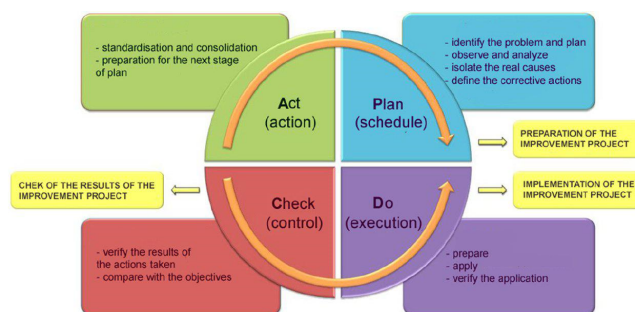 - standardisation and consolidation
- preparation for the next stage
of plan
- identify the problem and plan
- observe and analyze
- isolate the real causes
- define the corrective actions
Act
(action)
Plan
(schedule)
PREPARATION OF THE
IMPROVEMENT PROJECT
CHEK OF THE RESULTS OF THE
IMPROVEMENT PROJECT
Check
(control)
Do
(execution)
IMPLEMENTATION OF THE
IMPROVEMENT PROJECT
- verify the results of
the actions taken
- compare with the objectives
- prepare
- apply
- verify the application